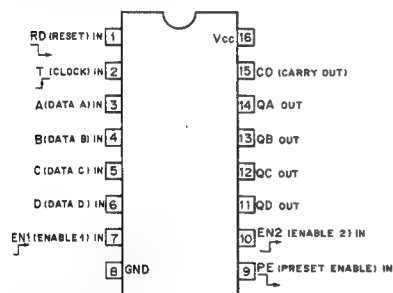 RD (RESET) IN 1
T (CLOCK) IN 2
A (DATA A) IN 3
B (DATA B) IN 4
C (DATA C) IN 5
D (DATA D) IN 6
EN1 (ENABLE 1) IN 7
8 GND
Vcc 16
15 CO (CARRY OUT)
14 QA OUT
13 QB OUT
12 QC OUT
11 QD OUT
10 EN2 (ENABLE 2) IN
9 PE (PRESET ENABLE) IN